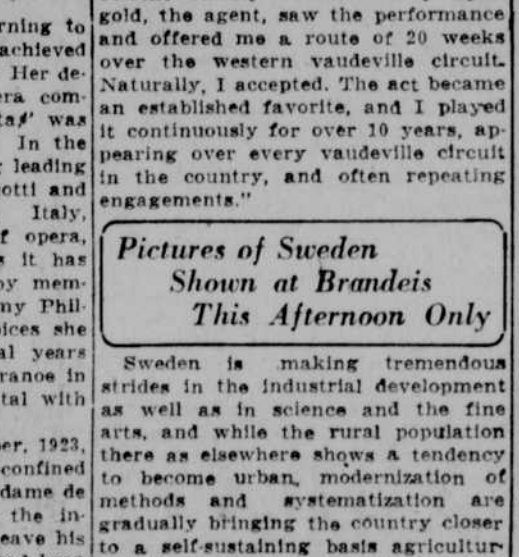 rning to
achieved
Her de-
era com-
was
In the
leading
otti and
Italy,
f opera,
s it has
by mem-
my Phil-
oices she
al years
ranoe in
tal with
er, 1923,
confined
dame de
the in-
eave his
gold, the agent, saw the performance
and offered me a route of 20 weeks
over the western vaudeville circuit.
Naturally, I accepted. The act became
an established favorite, and I played
it continuously for over 10 years, ap-
pearing over every vaudeville circuit
in the country, and often repeating
engagements."
Pictures of Sweden
Shown at Brandeis
This Afternoon Only
Sweden is making tremendous
strides in the industrial development
as well as in science and the fine
arts, and while the rural population
there as elsewhere shows a tendency
to become urban, modernization of
methods and systematization are
gradually bringing the country closer
to a self-sustaining basis agricultur-